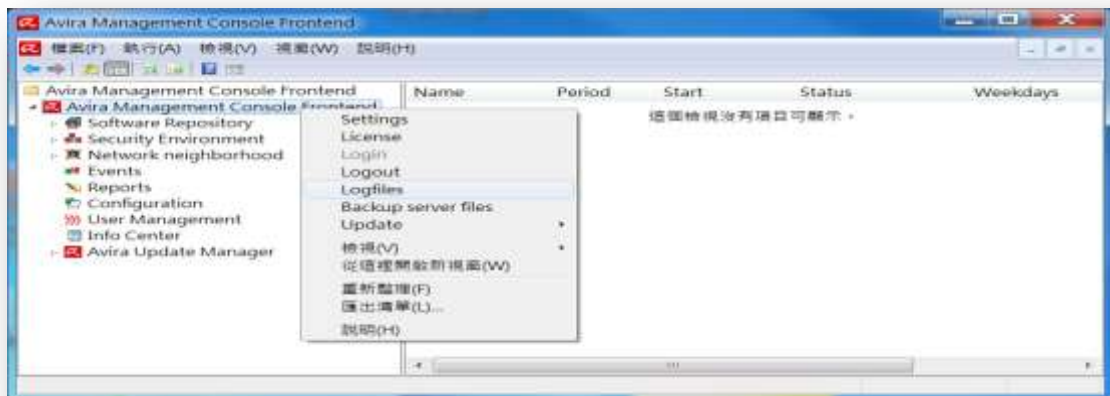 Avira Management Console Frontend
檔案(F) 執行(A) 檢視(V) 視窗(W) 說明(H)
Avira Management Console Frontend
Name Period Start Status Weekdays
Avira Management Console Frontend
這個檢視沒有項目可顯示。
Software Repository
Security Environment
Network neighborhood
Events
Reports
Configuration
User Management
Info Center
Avira Update Manager
Settings
License
Login
Logout
Logfiles
Backup server files
Update
檢視(V)
從這裡開啟新視窗(W)
重新整理(F)
匯出清單(L)...
說明(H)